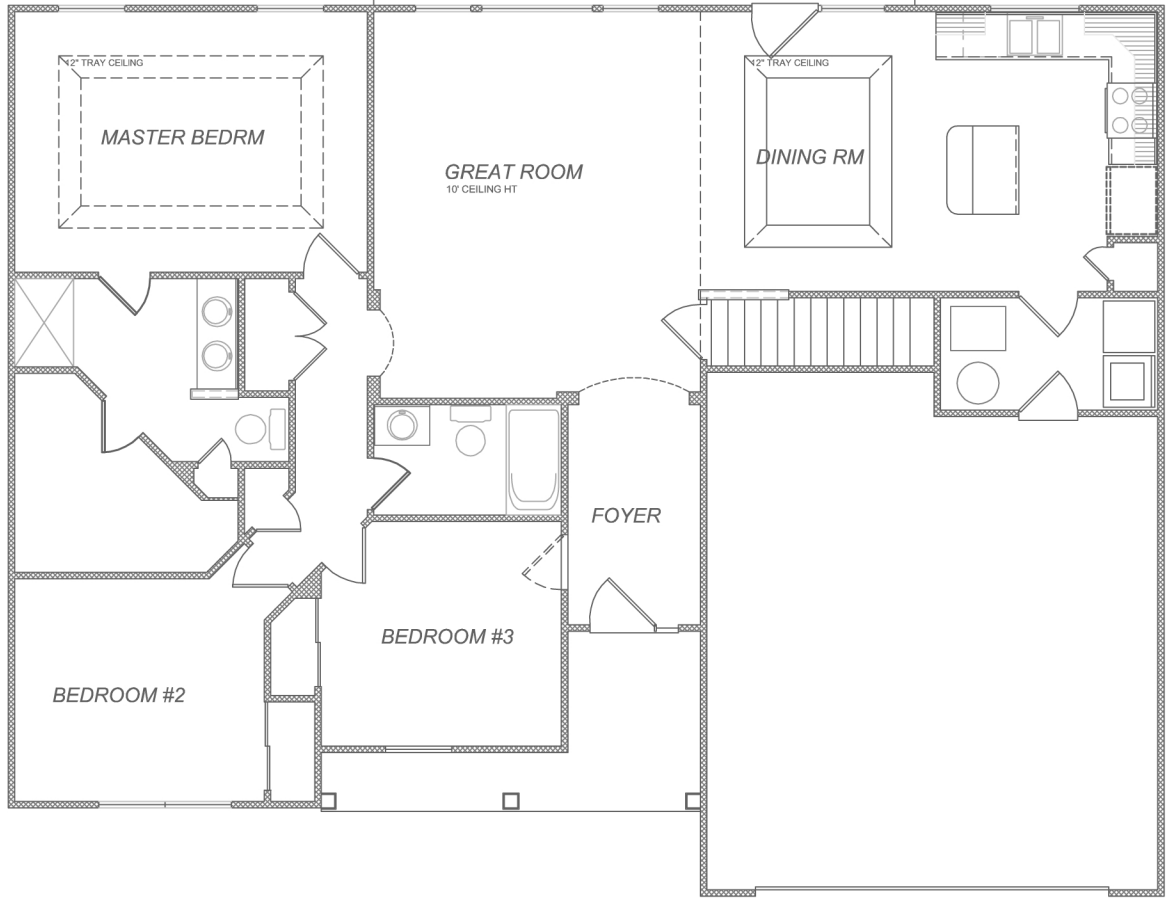 12" TRAY CEILING
MASTER BEDRM
GREAT ROOM
10' CEILING HT
12" TRAY CEILING
DINING RM
FOYER
BEDROOM #3
BEDROOM #2